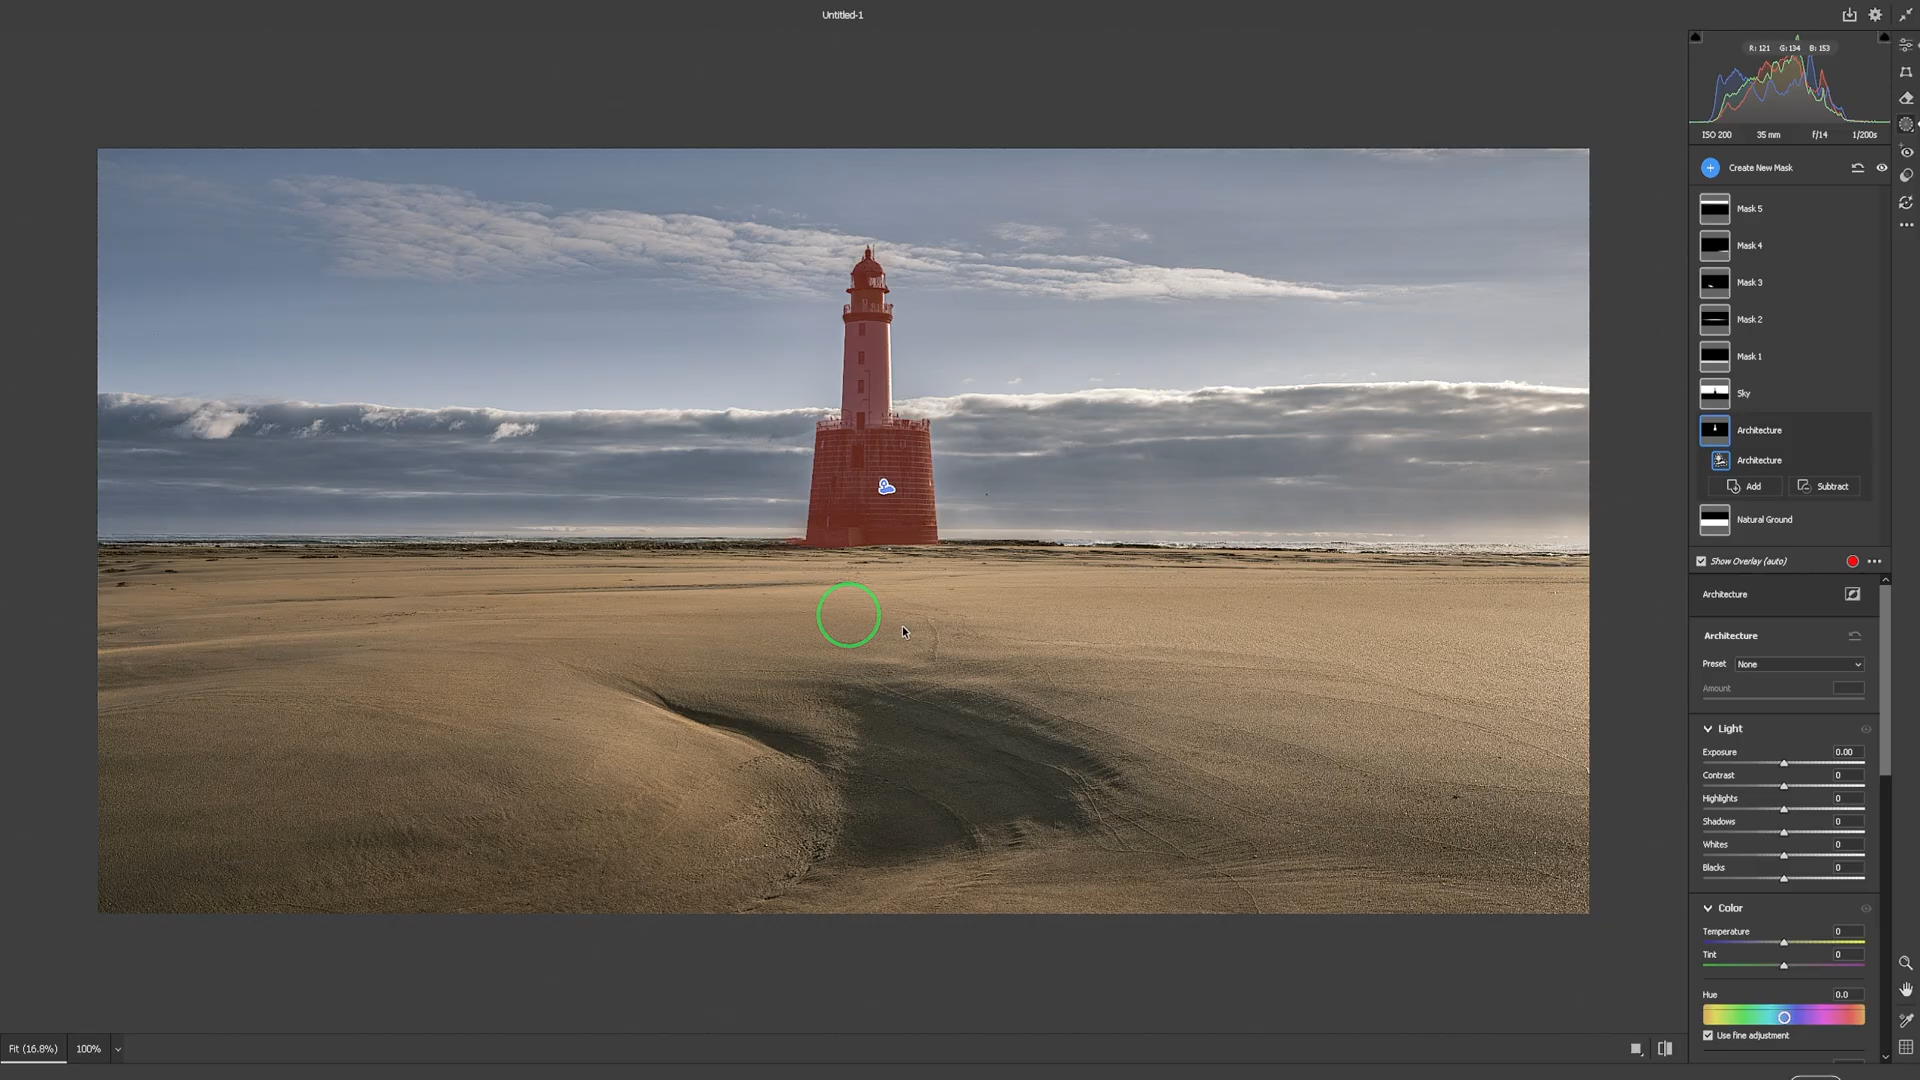 Untitled-1
R: 121 G: 134 B: 153
ISO 200 35 mm f/14 1/200s
Create New Mask
Mask 5
Mask 4
Mask 3
Mask 2
Mask 1
Sky
Architecture
Architecture
Add Subtract
Natural Ground
Show Overlay (auto)
Architecture
Architecture
Preset None
Amount
Light
Exposure 0.00
Contrast 0
Highlights 0
Shadows 0
Whites 0
Blacks 0
Color
Temperature 0
Tint 0
Hue 0.0
Use fine adjustment
Fit (16.8%) 100%